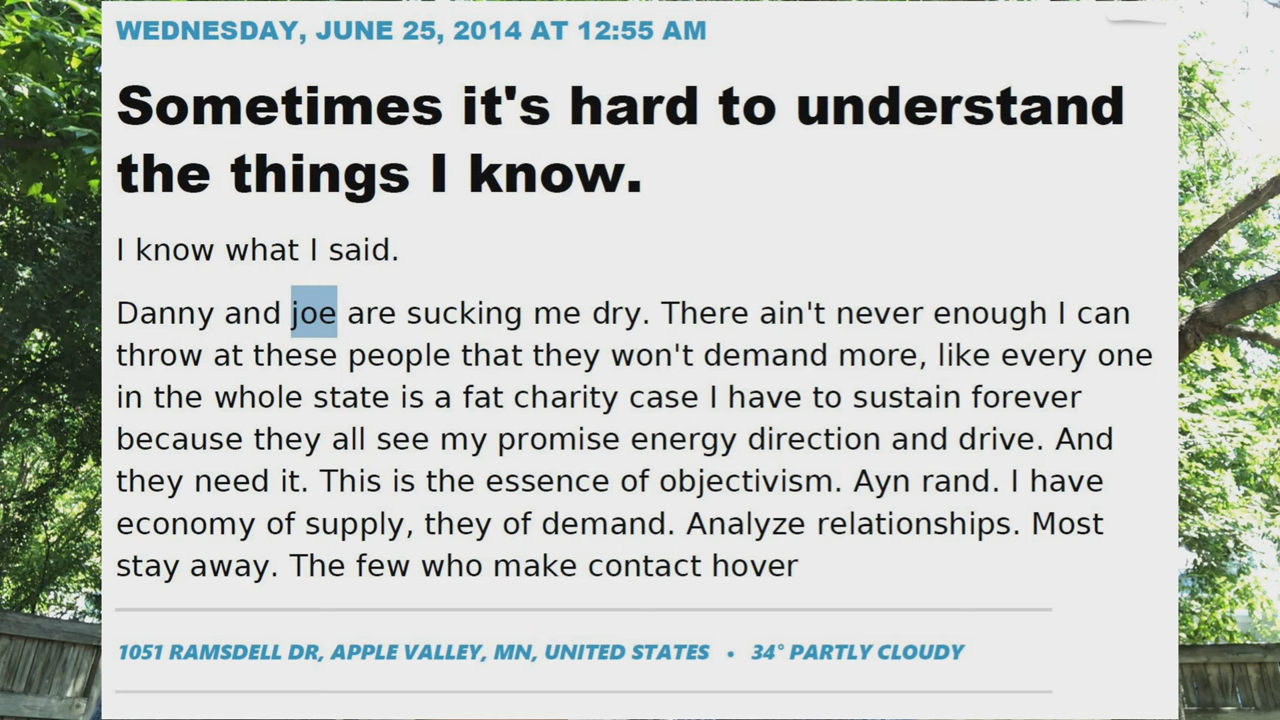 WEDNESDAY, JUNE 25, 2014 AT 12:55 AM
Sometimes it's hard to understand
the things I know.
I know what I said.
Danny and joe are sucking me dry. There ain't never enough I can
throw at these people that they won't demand more, like every one
in the whole state is a fat charity case I have to sustain forever
because they all see my promise energy direction and drive. And
they need it. This is the essence of objectivism. Ayn rand. I have
economy of supply, they of demand. Analyze relationships. Most
stay away. The few who make contact hover
1051 RAMSDELL DR, APPLE VALLEY, MN, UNITED STATES • 34° PARTLY CLOUDY